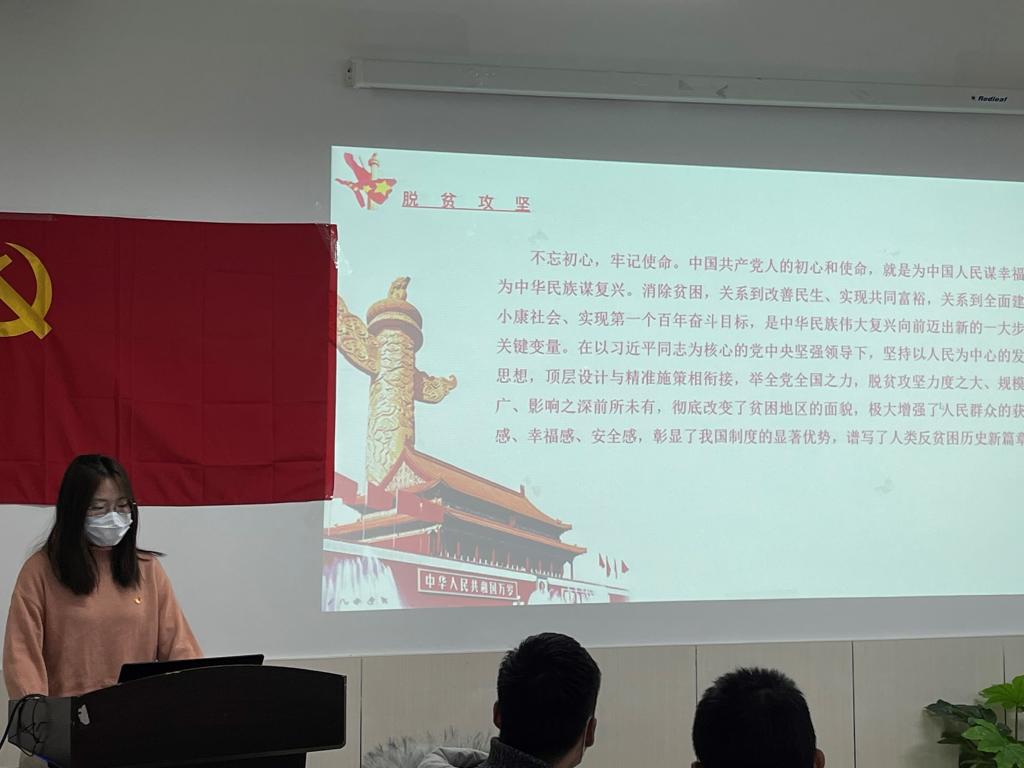 Redleaf
脱贫攻坚
不忘初心，牢记使命。中国共产党人的初心和使命，就是为中国人民谋幸福
为中华民族谋复兴。消除贫困，关系到改善民生、实现共同富裕，关系到全面建
小康社会、实现第一个百年奋斗目标，是中华民族伟大复兴向前迈出新的一大步
关键变量。在以习近平同志为核心的党中央坚强领导下，坚持以人民为中心的发
思想，顶层设计与精准施策相衔接，举全党全国之力，脱贫攻坚力度之大、规模
广、影响之深前所未有，彻底改变了贫困地区的面貌，极大增强了人民群众的获
感、幸福感、安全感，彰显了我国制度的显著优势，谱写了人类反贫困历史新篇章
中华人民共和国万岁